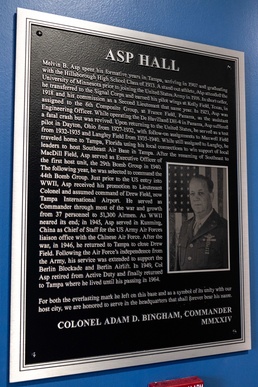 ASP HALL
Melvin B. Asp spent his formative years in Tampa, arriving in 1902 and graduating
with the Hillsborough High School Class of 1913. A stand out athlete, Asp attended the
University of Minnesota prior to joining the United States Army in
he transferred to the Signal Corps and earned his pilot wings at Kelly Field, Texas, in
1918 and his commission as a Second Lieutenant that same year. In 1923, Asp was
assigned to the 6th Composite Group, at France Field, Panama, as the assistant
Engineering Officer. While operating the De Havilland DH-4 in Panama, Asp suffered
a fatal crash but was revived. Upon returning to the United States, he served as a test
pilot in Dayton, Ohio from 1927-1932, with follow on assignments to Maxwell Field
from 1932-1935 and Langley Field from 1935-1940. While still assigned to Langley, he
traveled home to Tampa, Florida using his local connections to win support of local
leaders to host Southeast Air Base in Tampa. After the renaming of Southeast to
MacDill Field, Asp served as Executive Officer of
the first host unit, the 29th Bomb Group in 1940.
The following year, he was selected to command the
44th Bomb Group. Just prior to the US entry into
WWII, Asp received his promotion to Lieutenant
Colonel and assumed command of Drew Field, now
Tampa International Airport. He served as
Commander through most of the war and growth
from 37 personnel to 31,300 Airmen. As WWII
neared its end; in 1945, Asp served in Kunming,
China as Chief of Staff for the US Army Air Forces
liaison office with the Chinese Air Force. After the
war, in 1946, he returned to Tampa to close Drew
Field. Following the Air Force's independence from
the Army, his service was extended to support the
Berlin Blockade and Berlin Airlift. In 1949, Col
Asp retired from Active Duty and finally returned
to Tampa where he lived until his passing in 1964.
For both the everlasting mark he left on this base and as a symbol of its unity with our
host city, we are honored to serve in the headquarters that shall forever bear his name.
COLONEL ADAM D. BINGHAM, COMMANDER
MMXXIV